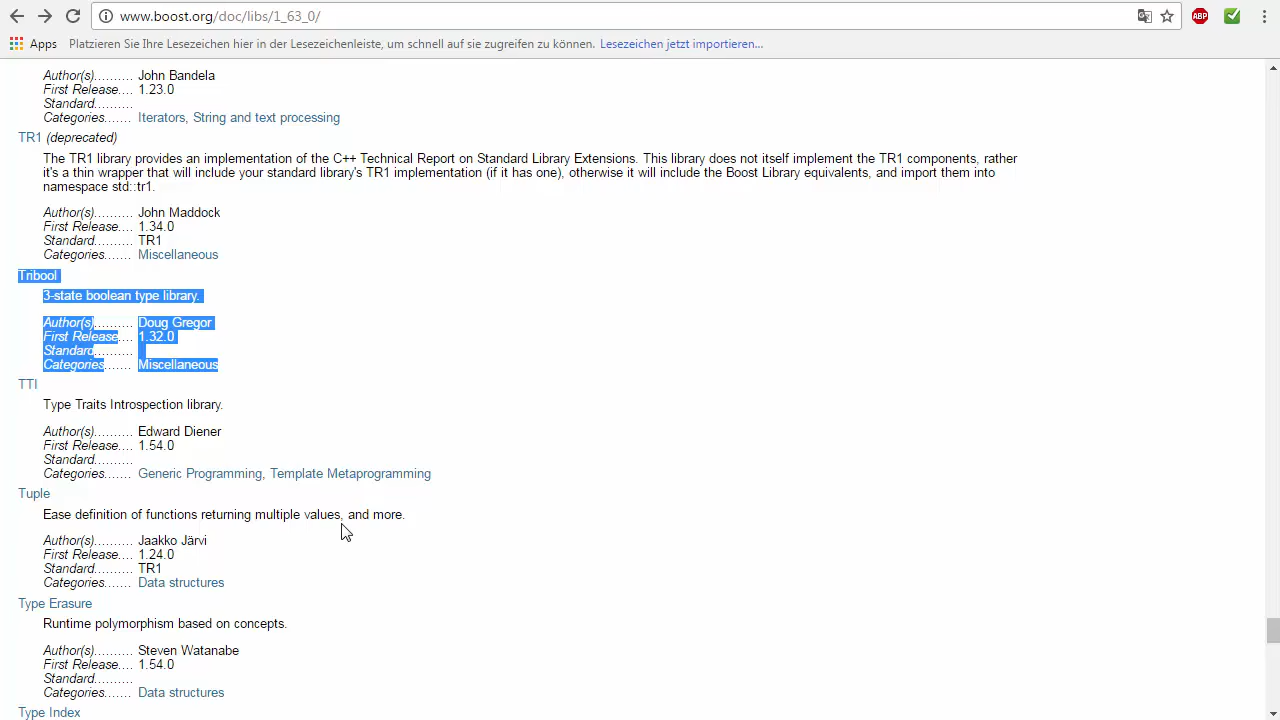 www.boost.org/doc/libs/1_63_0/
ABP
Apps Platzieren Sie Ihre Lesezeichen hier in der Lesezeichenleiste, um schnell auf sie zugreifen zu können. Lesezeichen jetzt importieren...
Author(s).......... John Bandela
First Release.... 1.23.0
Standard..........
Categories....... Iterators, String and text processing
TR1 (deprecated)
The TR1 library provides an implementation of the C++ Technical Report on Standard Library Extensions. This library does not itself implement the TR1 components, rather
it's a thin wrapper that will include your standard library's TR1 implementation (if it has one), otherwise it will include the Boost Library equivalents, and import them into
namespace std::tr1.
Author(s).......... John Maddock
First Release.... 1.34.0
Standard.......... TR1
Categories....... Miscellaneous
Tribool
3-state boolean type library.
Author(s).......... Doug Gregor
First Release.... 1.32.0
Standard..........
Categories....... Miscellaneous
TTI
Type Traits Introspection library.
Author(s).......... Edward Diener
First Release.... 1.54.0
Standard..........
Categories....... Generic Programming, Template Metaprogramming
Tuple
Ease definition of functions returning multiple values, and more.
Author(s).......... Jaakko Järvi
First Release.... 1.24.0
Standard.......... TR1
Categories....... Data structures
Type Erasure
Runtime polymorphism based on concepts.
Author(s).......... Steven Watanabe
First Release.... 1.54.0
Standard..........
Categories....... Data structures
Type Index